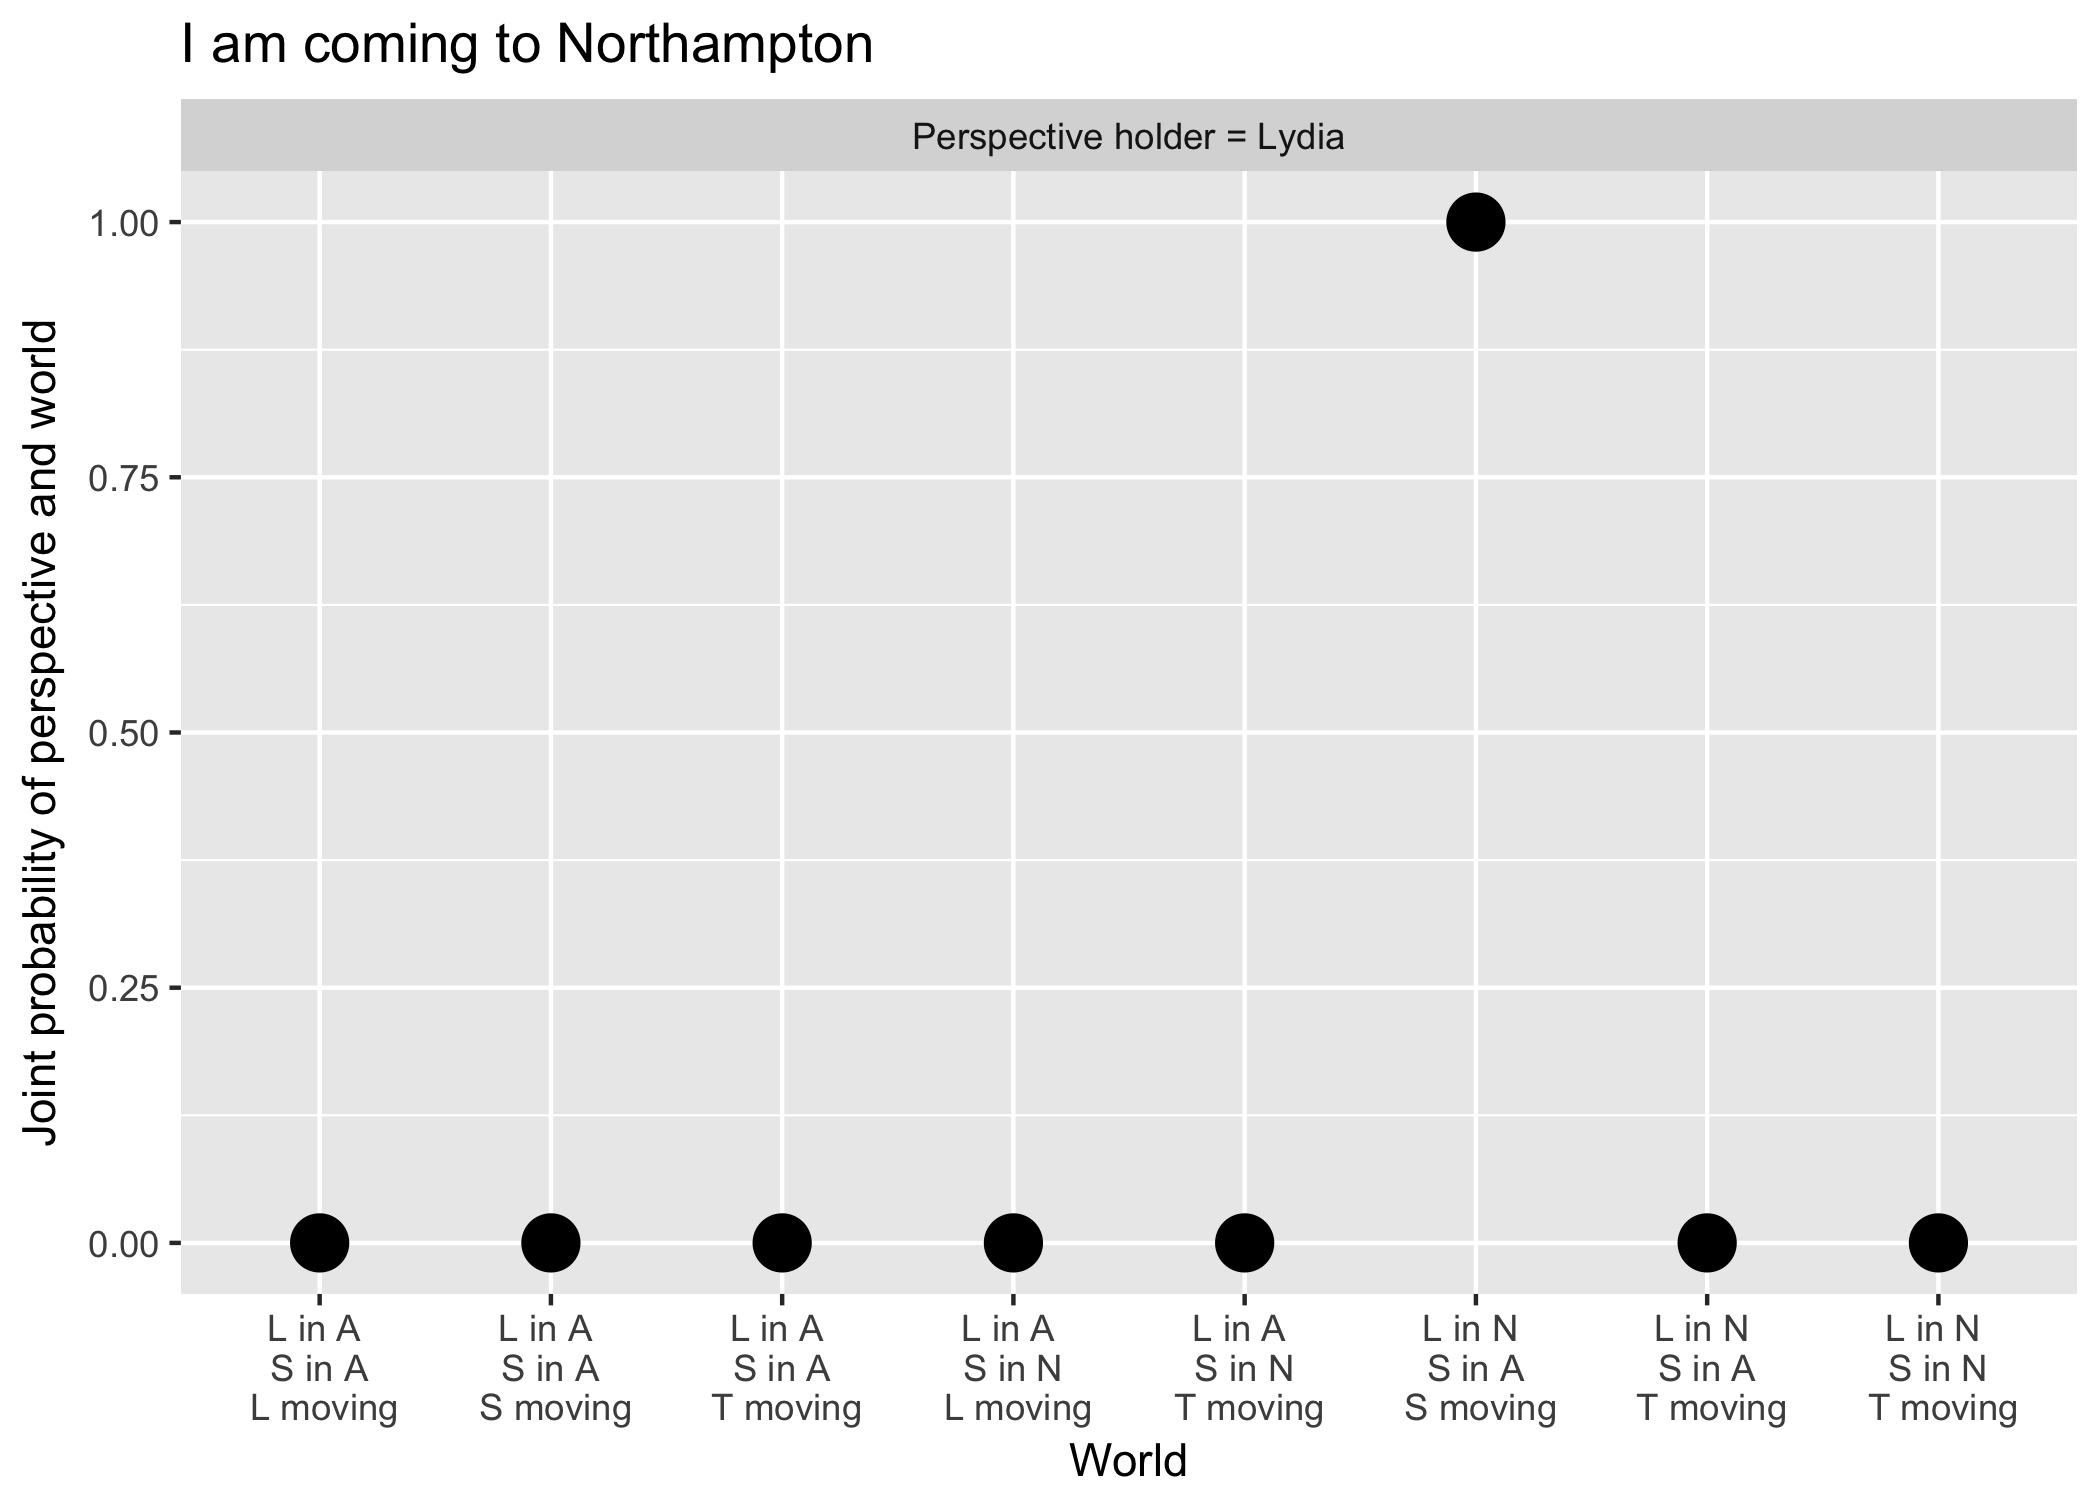 I am coming to Northampton
Perspective holder = Lydia
Joint probability of perspective and world
1.00
0.75
0.50
0.25
0.00
L in A
S in A
L moving
L in A
S in A
S moving
L in A
S in A
T moving
L in A
S in N
L moving
L in A
S in N
T moving
L in N
S in A
S moving
L in N
S in A
T moving
L in N
S in N
T moving
World